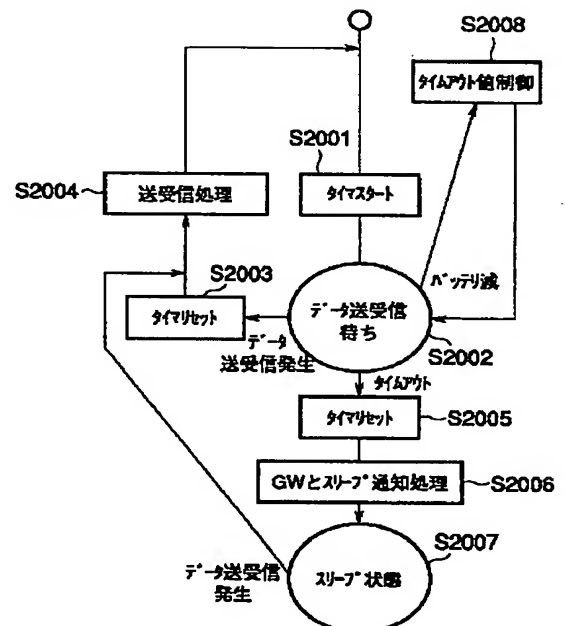 S2008
タイムアウト値制御
S2001
タイマスタート
S2004
送受信処理
S2003
タイマリセット
バッテリ減
データ送受信
待ち
S2002
データ
送受信発生
タイムアウト
タイマリセット
S2005
GWとスリープ通知処理
S2006
S2007
データ送受信
発生
スリープ状態